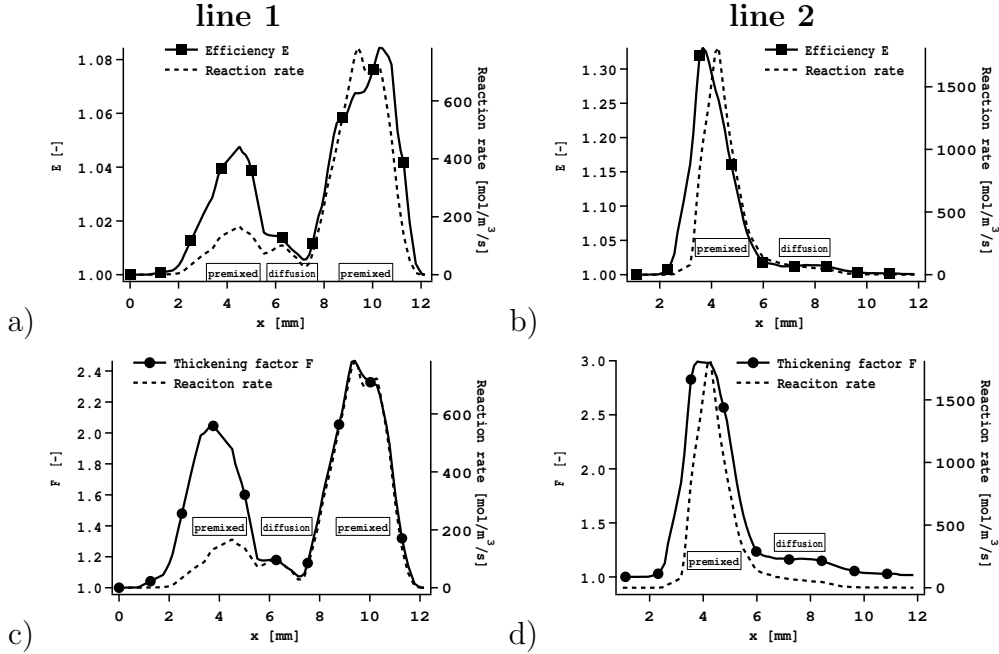 line 1
line 2
Efficiency E
Reaction rate
1.08
1.06
1.04
1.02
1.00
E [-]
600
400
200
0
Reaction rate [mol/m³/s]
premixed
diffusion
premixed
0 2 4 6 8 10 12
x [mm]
a)
Efficiency E
Reaction rate
1.30
1.25
1.20
1.15
1.10
1.05
1.00
E [-]
1500
1000
500
0
Reaction rate [mol/m³/s]
premixed
diffusion
2 4 6 8 10 12
x [mm]
b)
Thickening factor F
Reaciton rate
2.4
2.2
2.0
1.8
1.6
1.4
1.2
1.0
F [-]
600
400
200
0
Reaction rate [mol/m³/s]
premixed
diffusion
premixed
0 2 4 6 8 10 12
x [mm]
c)
Thickening factor F
Reaciton rate
3.0
2.5
2.0
1.5
1.0
F [-]
1500
1000
500
0
Reaction rate [mol/m³/s]
premixed
diffusion
2 4 6 8 10 12
x [mm]
d)